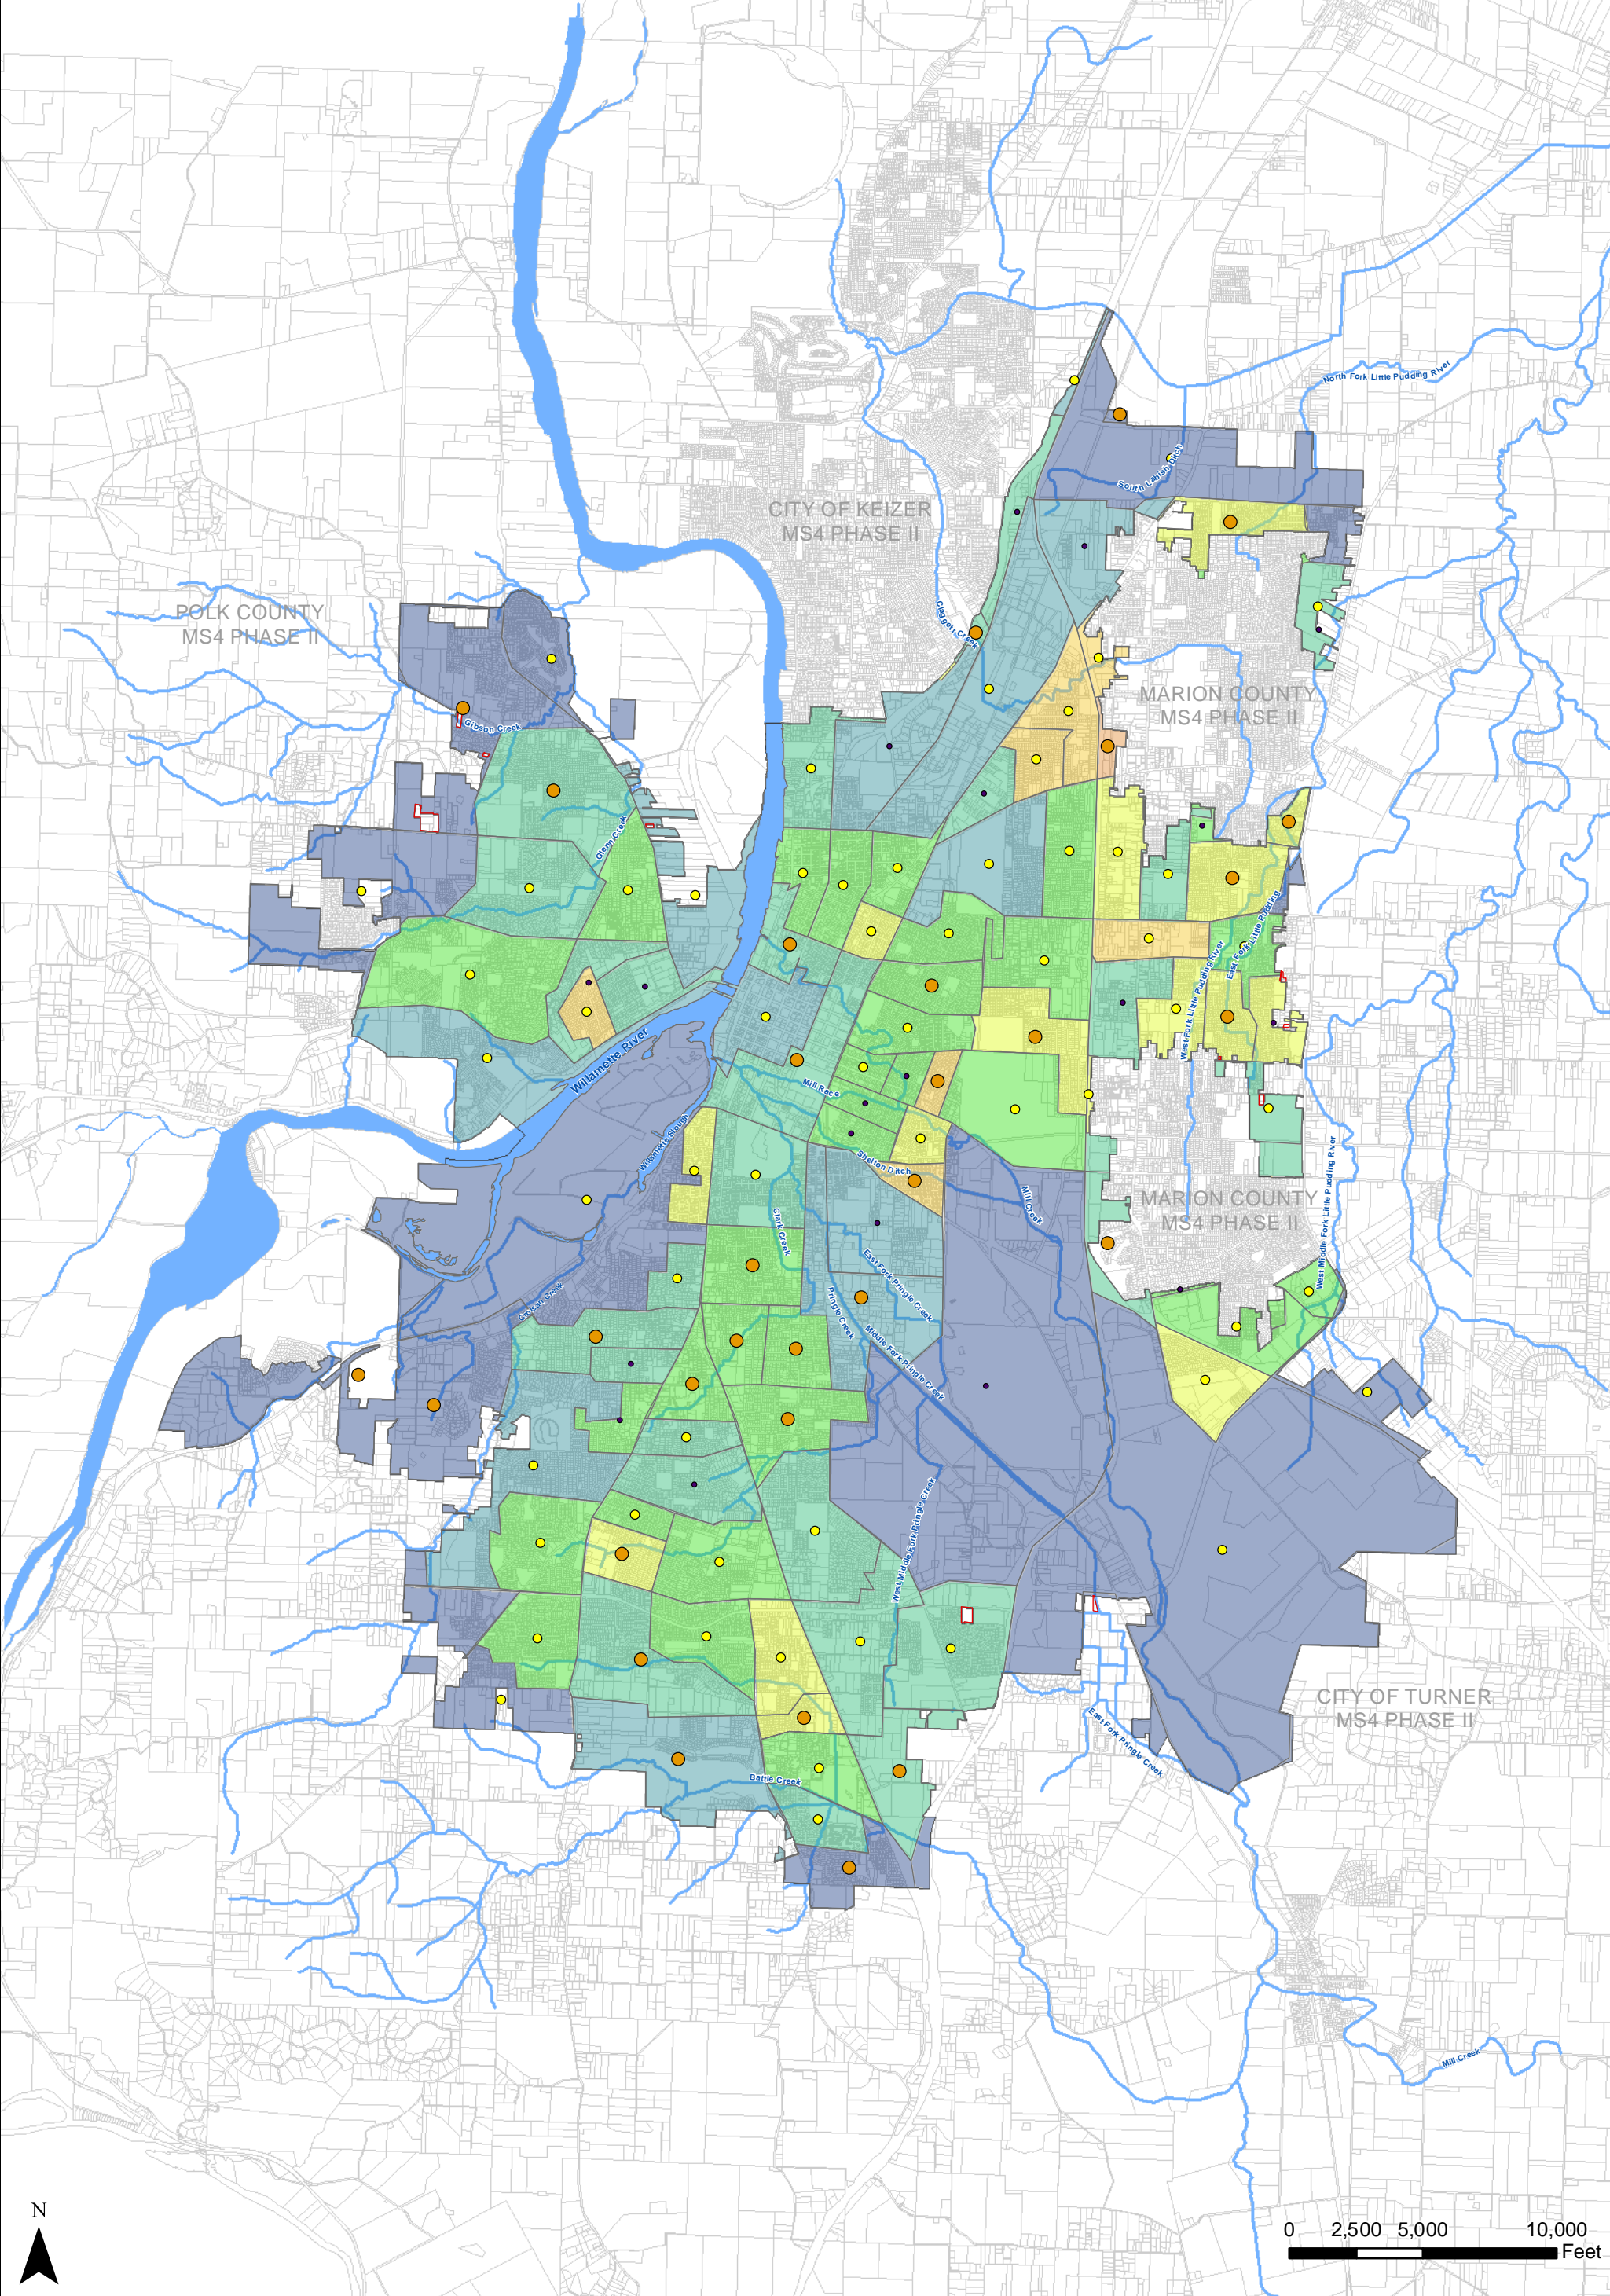 North Fork Little Pudding River
South Labish Ditch
CITY OF KEIZER
MS4 PHASE II
Claggett Creek
POLK COUNTY
MS4 PHASE II
MARION COUNTY
MS4 PHASE II
Gibson Creek
Glenn Creek
East Fork Little Pudding
West Fork Little Pudding River
Willamette River
Mill Race
Willamette Slough
Shelton Ditch
Mill Creek
MARION COUNTY
MS4 PHASE II
West Middle Fork Little Pudding River
Clark Creek
East Fork Pringle Creek
Pringle Creek
Croisan Creek
Middle Fork Pringle Creek
West Middle Fork Pringle Creek
CITY OF TURNER
MS4 PHASE II
East Fork Pringle Creek
Battle Creek
Mill Creek
N
0 2,500 5,000 10,000
Feet